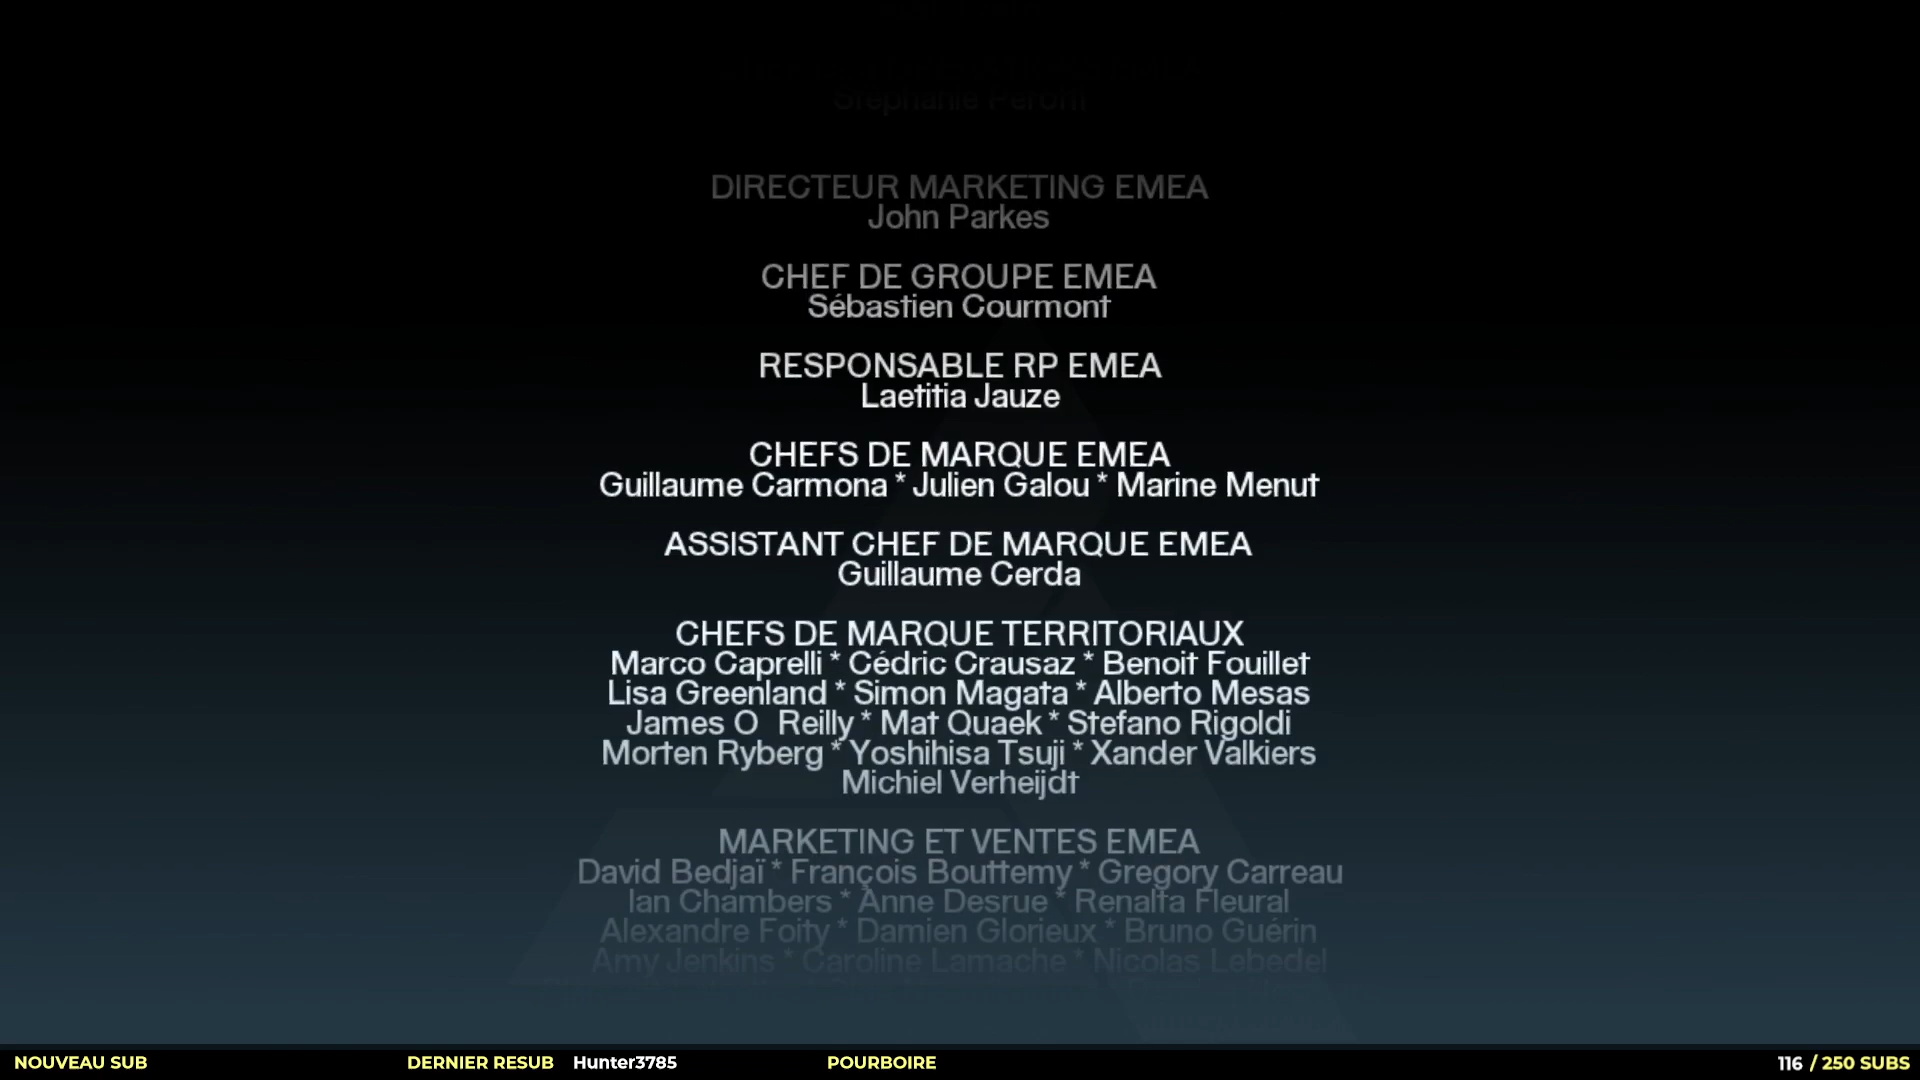 DIRECTEUR MARKETING EMEA
John Parkes
CHEF DE GROUPE EMEA
Sébastien Courmont
RESPONSABLE RP EMEA
Laetitia Jauze
CHEFS DE MARQUE EMEA
Guillaume Carmona * Julien Galou * Marine Menut
ASSISTANT CHEF DE MARQUE EMEA
Guillaume Cerda
CHEFS DE MARQUE TERRITORIAUX
Marco Caprelli * Cédric Crausaz * Benoit Fouillet
Lisa Greenland * Simon Magata * Alberto Mesas
James O  Reilly * Mat Quaek * Stefano Rigoldi
Morten Ryberg * Yoshihisa Tsuji * Xander Valkiers
Michiel Verheijdt
MARKETING ET VENTES EMEA
David Bedjaï * François Bouttemy * Gregory Carreau
Ian Chambers * Anne Desrue * Renalta Fleural
Alexandre Foity * Damien Glorieux * Bruno Guérin
Amy Jenkins * Caroline Lamache * Nicolas Lebedel
NOUVEAU SUB DERNIER RESUB Hunter3785 POURBOIRE 116 / 250 SUBS